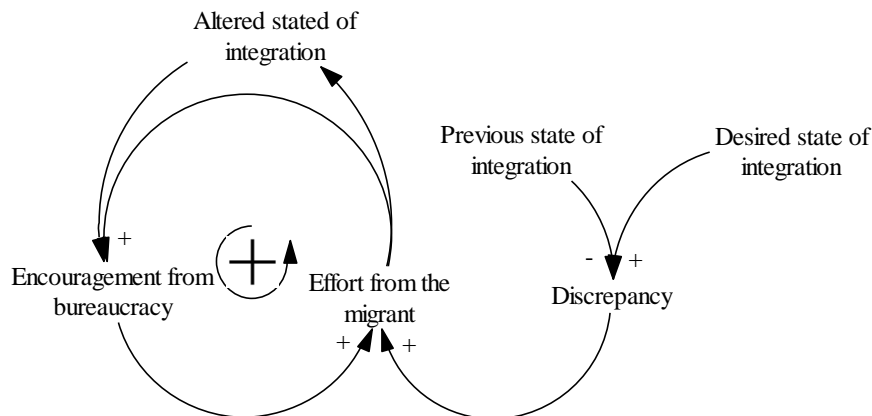 Altered stated of
integration
Previous state of
integration
Desired state of
integration
+
- +
Encouragement from
bureaucracy
+
Effort from the
migrant
Discrepancy
+ +